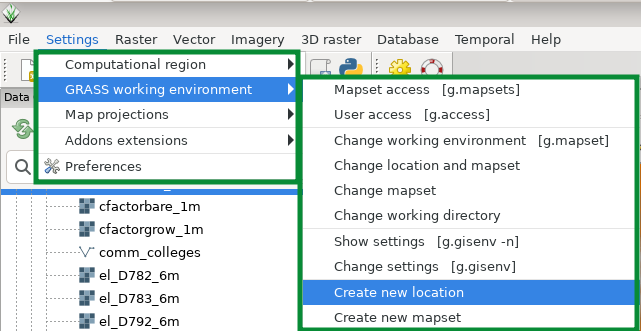 File Settings Raster Vector Imagery 3D raster Database Temporal Help
Computational region
GRASS working environment
Map projections
Addons extensions
Preferences
Mapset access [g.mapsets]
User access [g.access]
Change working environment [g.mapset]
Change location and mapset
Change mapset
Change working directory
Show settings [g.gisenv -n]
Change settings [g.gisenv]
Create new location
Create new mapset
Data
cfactorbare_1m
cfactorgrow_1m
comm_colleges
el_D782_6m
el_D783_6m
el_D792_6m